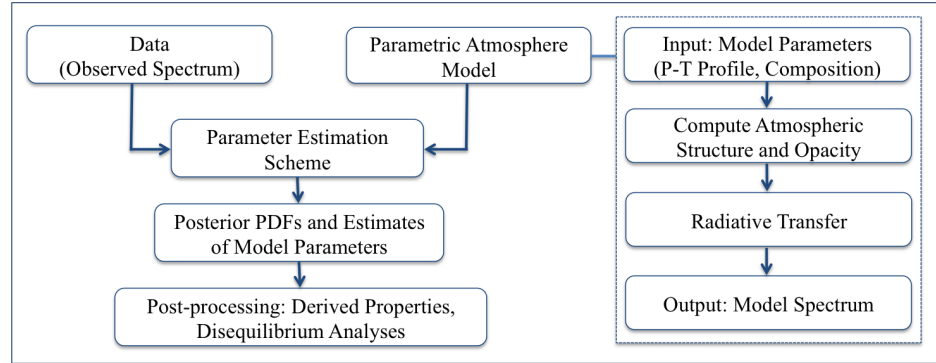 Data
(Observed Spectrum)
Parametric Atmosphere
Model
Parameter Estimation
Scheme
Posterior PDFs and Estimates
of Model Parameters
Post-processing: Derived Properties,
Disequilibrium Analyses
Input: Model Parameters
(P-T Profile, Composition)
Compute Atmospheric
Structure and Opacity
Radiative Transfer
Output: Model Spectrum